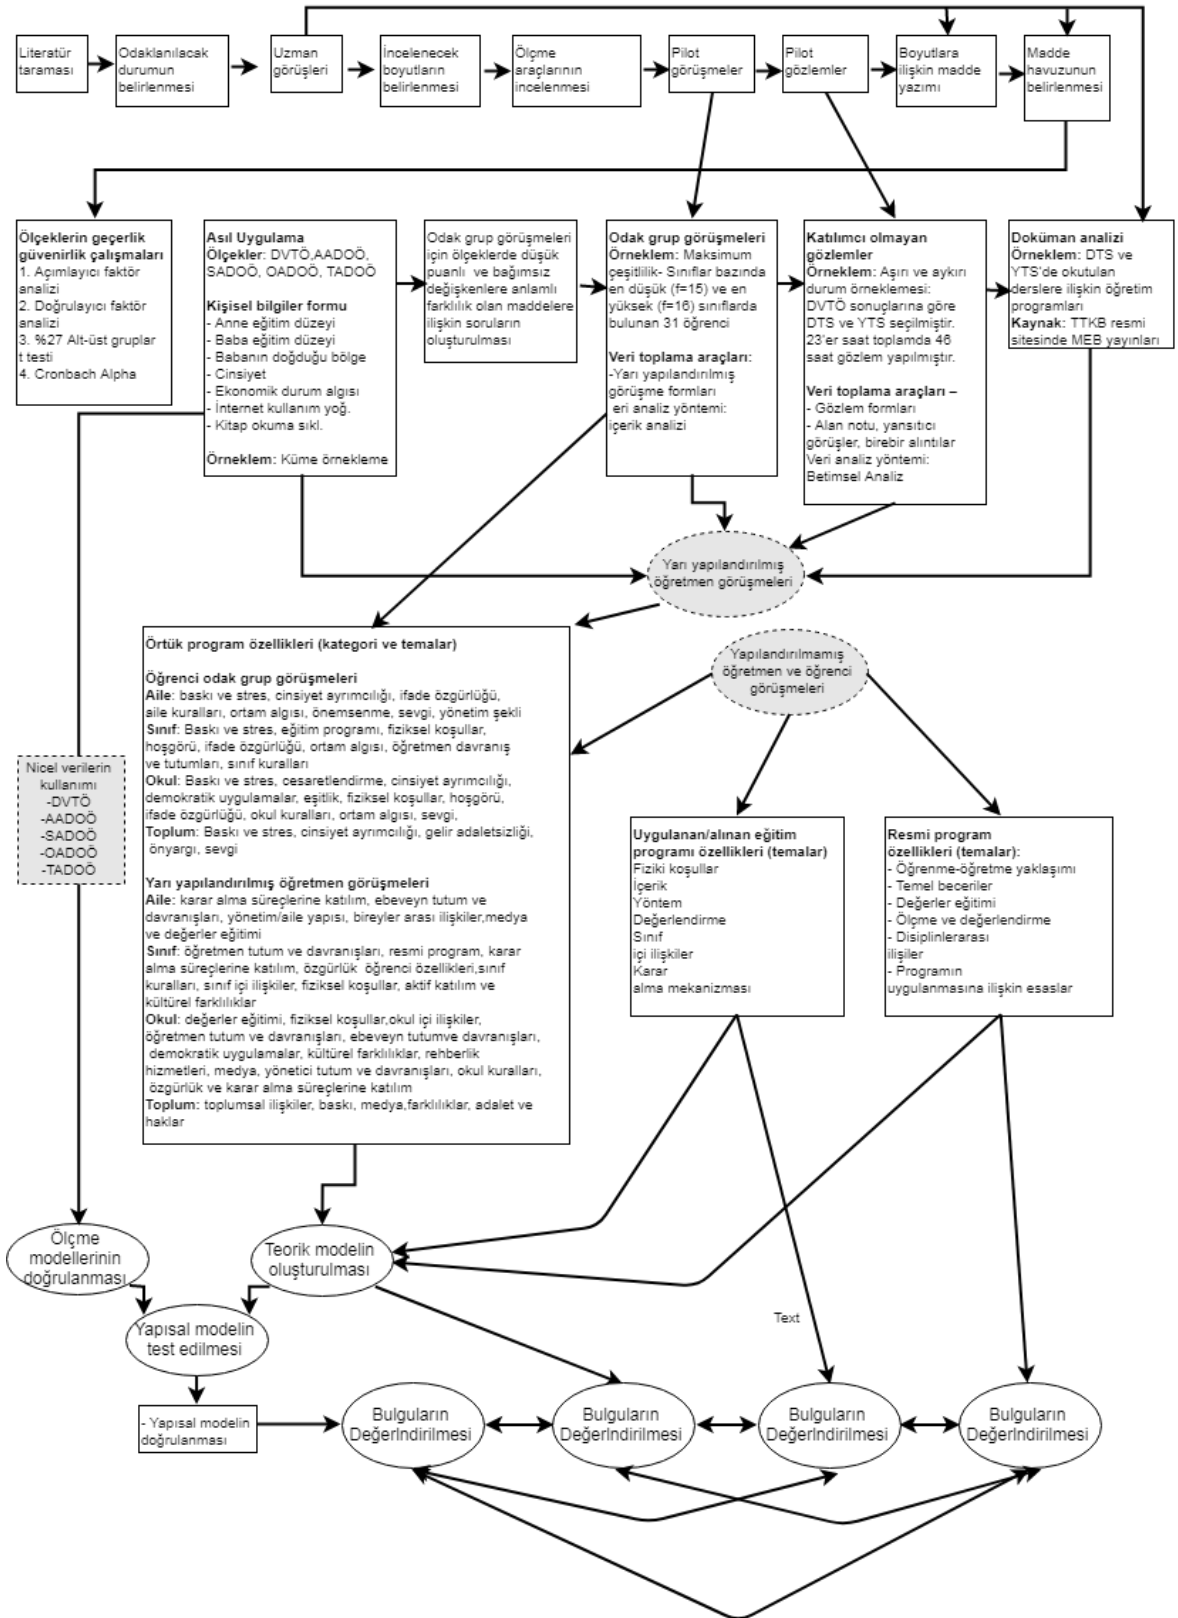 Literatür
taraması
Odaklanılacak
durumun
belirlenmesi
Uzman
görüşleri
İncelenecek
boyutların
belirlenmesi
Ölçme
araçlarının
incelenmesi
Pilot
görüşmeler
Pilot
gözlemler
Boyutlara
ilişkin madde
yazımı
Madde
havuzunun
belirlenmesi
Ölçeklerin geçerlik
güvenirlik çalışmaları
1. Açımlayıcı faktör
analizi
2. Doğrulayıcı faktör
analizi
3. %27 Alt-üst gruplar
t testi
4. Cronbach Alpha
Asıl Uygulama
Ölçekler: DVTÖ,AADOÖ,
SADOÖ, OADOÖ, TADOÖ
Kişisel bilgiler formu
- Anne eğitim düzeyi
- Baba eğitim düzeyi
- Babanın doğduğu bölge
- Cinsiyet
- Ekonomik durum algısı
- İnternet kullanım yoğ.
- Kitap okuma sıkl.
Örneklem: Küme örnekleme
Odak grup görüşmeleri
için ölçeklerde düşük
puanlı ve bağımsız
değişkenlere anlamlı
farklılık olan maddelere
ilişkin soruların
oluşturulması
Odak grup görüşmeleri
Örneklem: Maksimum
çeşitlilik- Sınıflar bazında
en düşük (f=15) ve en
yüksek (f=16) sınıflarda
bulunan 31 öğrenci
Veri toplama araçları:
-Yarı yapılandırılmış
görüşme formları
eri analiz yöntemi:
içerik analizi
Katılımcı olmayan
gözlemler
Örneklem: Aşırı ve aykırı
durum örneklemesi:
DVTÖ sonuçlarına göre
DTS ve YTS seçilmiştir.
23'er saat toplamda 46
saat gözlem yapılmıştır.
Veri toplama araçları –
- Gözlem formları
- Alan notu, yansıtıcı
görüşler, birebir alıntılar
Veri analiz yöntemi:
Betimsel Analiz
Doküman analizi
Örneklem: DTS ve
YTS'de okutulan
derslere ilişkin öğretim
programları
Kaynak: TTKB resmi
sitesinde MEB yayınları
Yarı yapılandırılmış
öğretmen görüşmeleri
Örtük program özellikleri (kategori ve temalar)
Öğrenci odak grup görüşmeleri
Aile: baskı ve stres, cinsiyet ayrımcılığı, ifade özgürlüğü,
aile kuralları, ortam algısı, önemsenme, sevgi, yönetim şekli
Sınıf: Baskı ve stres, eğitim programı, fiziksel koşullar,
hoşgörü, ifade özgürlüğü, ortam algısı, öğretmen davranış
ve tutumları, sınıf kuralları
Okul: Baskı ve stres, cesaretlendirme, cinsiyet ayrımcılığı,
demokratik uygulamalar, eşitlik, fiziksel koşullar, hoşgörü,
ifade özgürlüğü, okul kuralları, ortam algısı, sevgi,
Toplum: Baskı ve stres, cinsiyet ayrımcılığı, gelir adaletsizliği,
önyargı, sevgi
Yarı yapılandırılmış öğretmen görüşmeleri
Aile: karar alma süreçlerine katılım, ebeveyn tutum ve
davranışları, yönetim/aile yapısı, bireyler arası ilişkiler,medya
ve değerler eğitimi
Sınıf: öğretmen tutum ve davranışları, resmi program, karar
alma süreçlerine katılım, özgürlük öğrenci özellikleri,sınıf
kuralları, sınıf içi ilişkiler, fiziksel koşullar, aktif katılım ve
kültürel farklılıklar
Okul: değerler eğitimi, fiziksel koşullar,okul içi ilişkiler,
öğretmen tutum ve davranışları, ebeveyn tutumve davranışları,
demokratik uygulamalar, kültürel farklılıklar, rehberlik
hizmetleri, medya, yönetici tutum ve davranışları, okul kuralları,
özgürlük ve karar alma süreçlerine katılım
Toplum: toplumsal ilişkiler, baskı, medya,farklılıklar, adalet ve
haklar
Yapılandırılmamış
öğretmen ve öğrenci
görüşmeleri
Nicel verilerin
kullanımı
-DVTÖ
-AADOÖ
-SADOÖ
-OADOÖ
-TADOÖ
Uygulanan/alınan eğitim
programı özellikleri (temalar)
Fiziki koşullar
İçerik
Yöntem
Değerlendirme
Sınıf
içi ilişkiler
Karar
alma mekanizması
Resmi program
özellikleri (temalar):
- Öğrenme-öğretme yaklaşımı
- Temel beceriler
- Değerler eğitimi
- Ölçme ve değerlendirme
- Disiplinlerarası
ilişiler
- Programın
uygulanmasına ilişkin esaslar
Ölçme
modellerinin
doğrulanması
Teorik modelin
oluşturulması
Text
Yapısal modelin
test edilmesi
- Yapısal modelin
doğrulanması
Bulguların
Değerlndirilmesi
Bulguların
Değerlndirilmesi
Bulguların
Değerlndirilmesi
Bulguların
Değerlndirilmesi